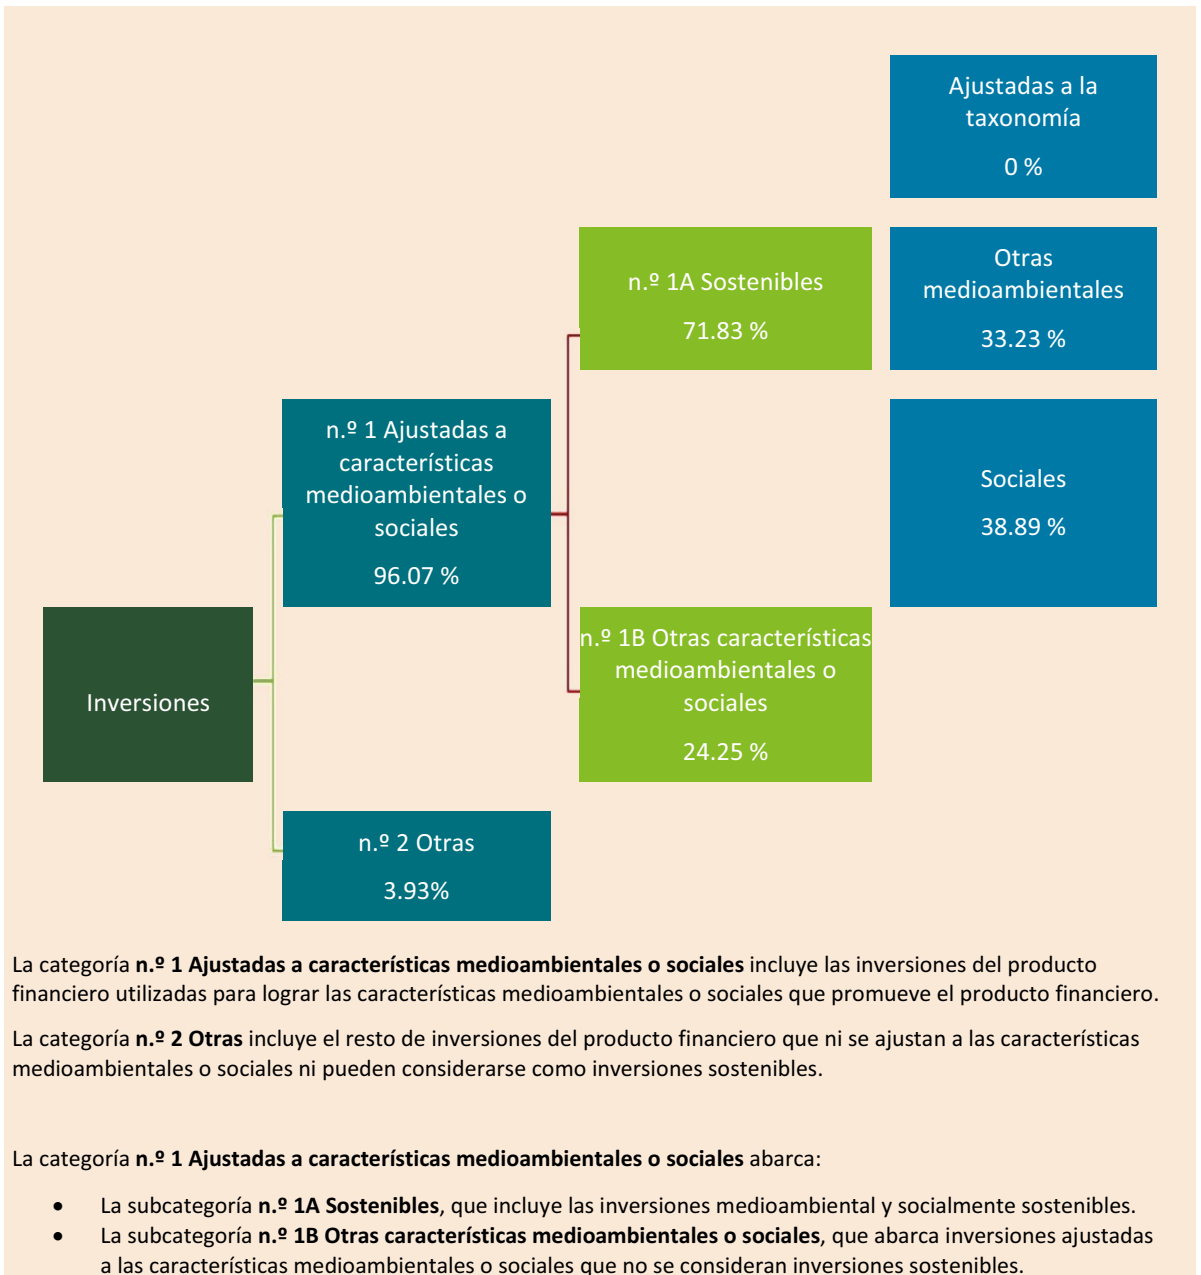 Ajustadas a la
taxonomía
0 %
n.º 1A Sostenibles
71.83 %
Otras
medioambientales
33.23 %
n.º 1 Ajustadas a
características
medioambientales o
sociales
96.07 %
Sociales
38.89 %
Inversiones
n.º 1B Otras características
medioambientales o
sociales
24.25 %
n.º 2 Otras
3.93%
La categoría n.º 1 Ajustadas a características medioambientales o sociales incluye las inversiones del producto
financiero utilizadas para lograr las características medioambientales o sociales que promueve el producto financiero.
La categoría n.º 2 Otras incluye el resto de inversiones del producto financiero que ni se ajustan a las características
medioambientales o sociales ni pueden considerarse como inversiones sostenibles.
La categoría n.º 1 Ajustadas a características medioambientales o sociales abarca:
• La subcategoría n.º 1A Sostenibles, que incluye las inversiones medioambiental y socialmente sostenibles.
• La subcategoría n.º 1B Otras características medioambientales o sociales, que abarca inversiones ajustadas
a las características medioambientales o sociales que no se consideran inversiones sostenibles.